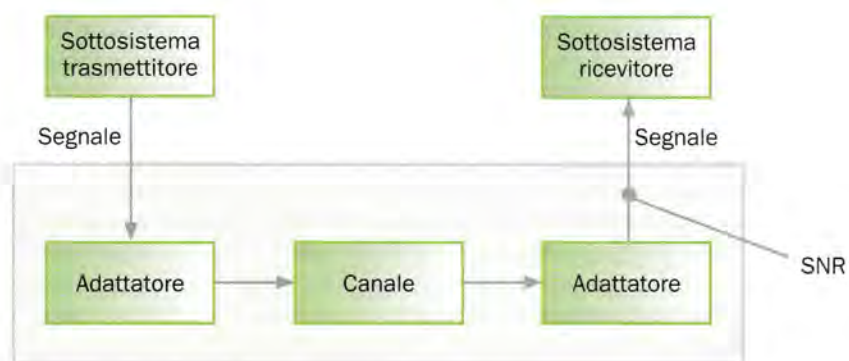 Sottosistema
trasmettitore
Sottosistema
ricevitore
Segnale
Segnale
Adattatore
Canale
Adattatore
SNR